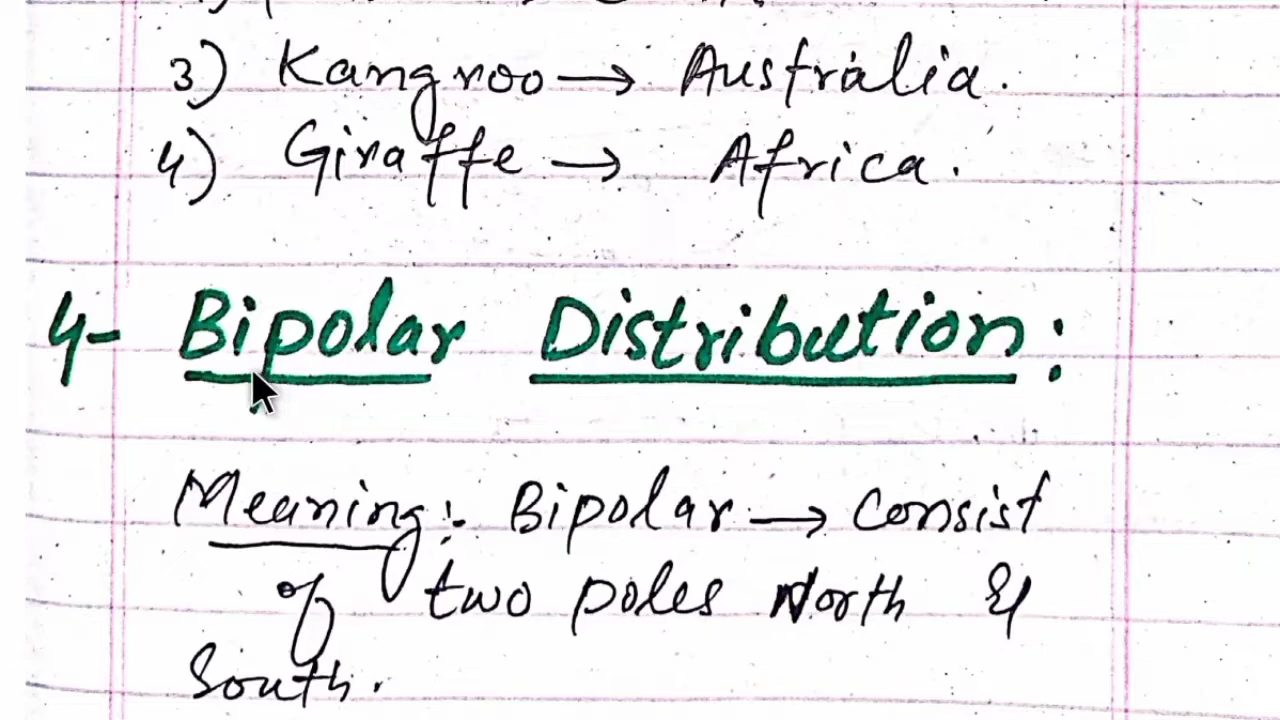 3) Kangroo → Australia.
4) Giraffe → Africa.
4- Bipolar Distribution:
Meaning:. Bipolar → Consist
of two poles North &
South.